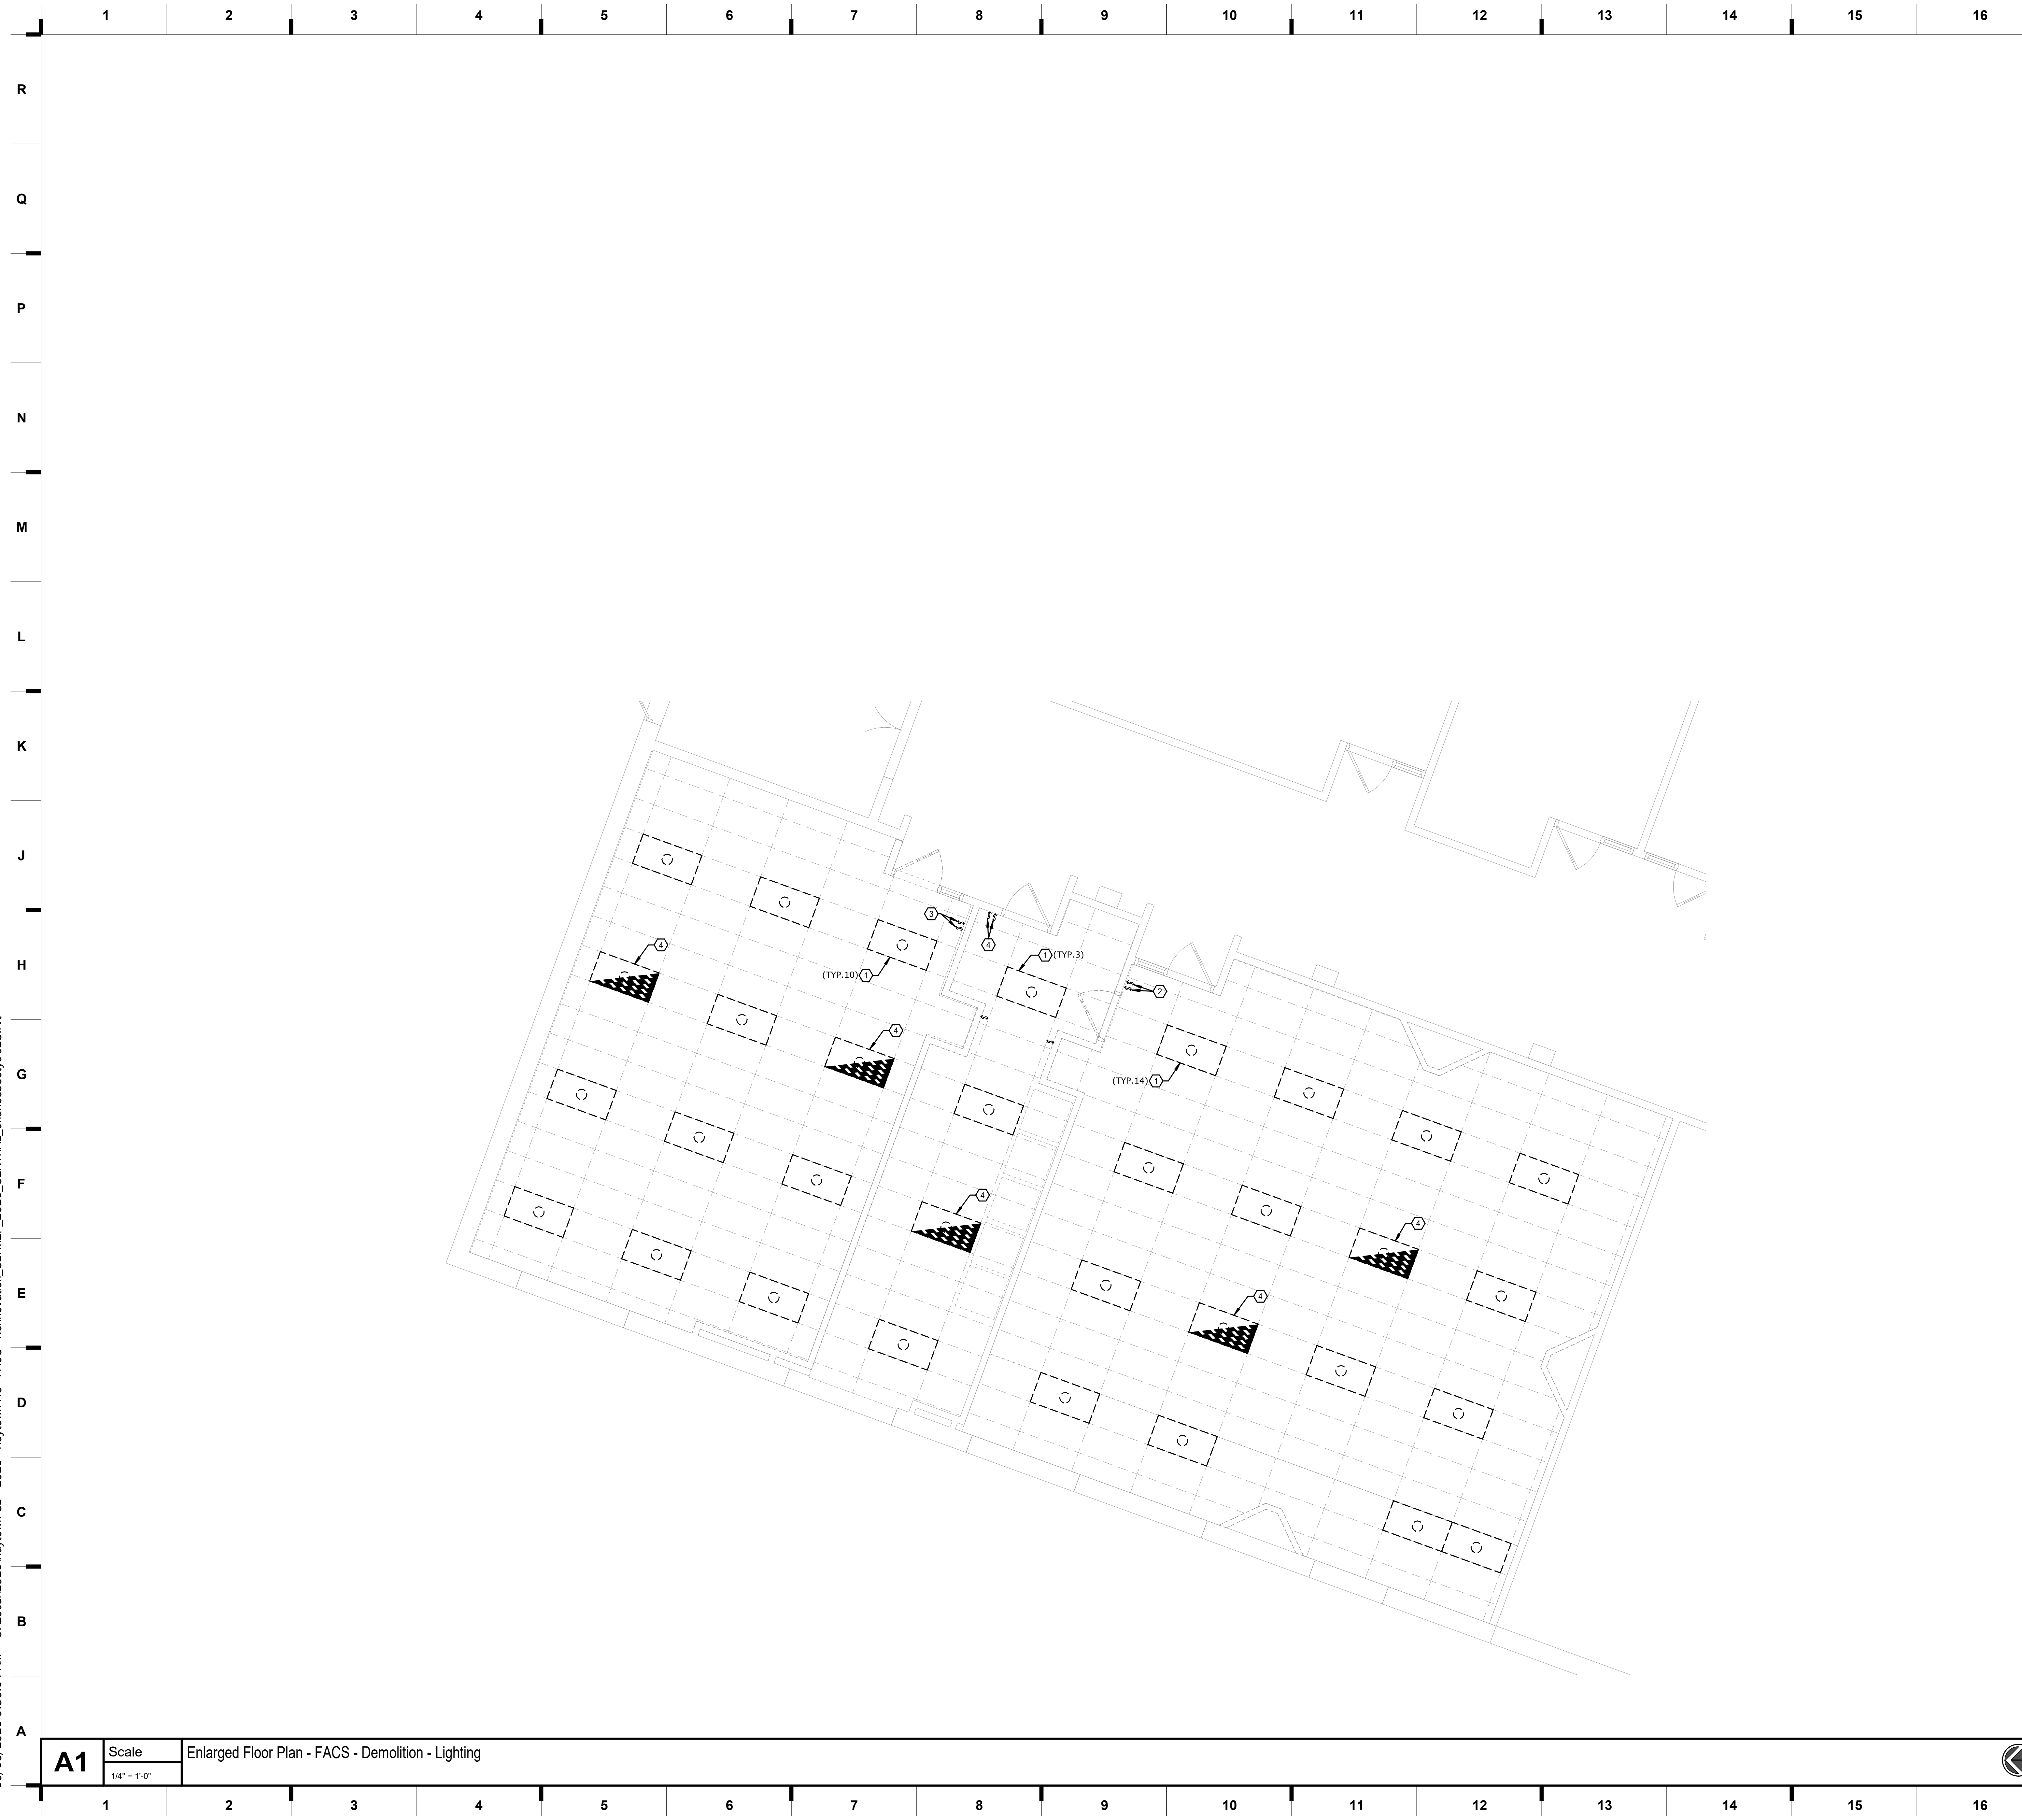 1 2 3 4 5 6 7 8 9 10 11 12 13 14 15 16
R
Q
P
N
M
L
K
J
3
4
H
4
1 (TYP.3)
(TYP.10) 1
2
4
G
(TYP.14) 1
F
4
4
E
4
D
C
B
A
A1
Scale
1/4" = 1'-0"
Enlarged Floor Plan - FACS - Demolition - Lighting
1 2 3 4 5 6 7 8 9 10 11 12 13 14 15 16